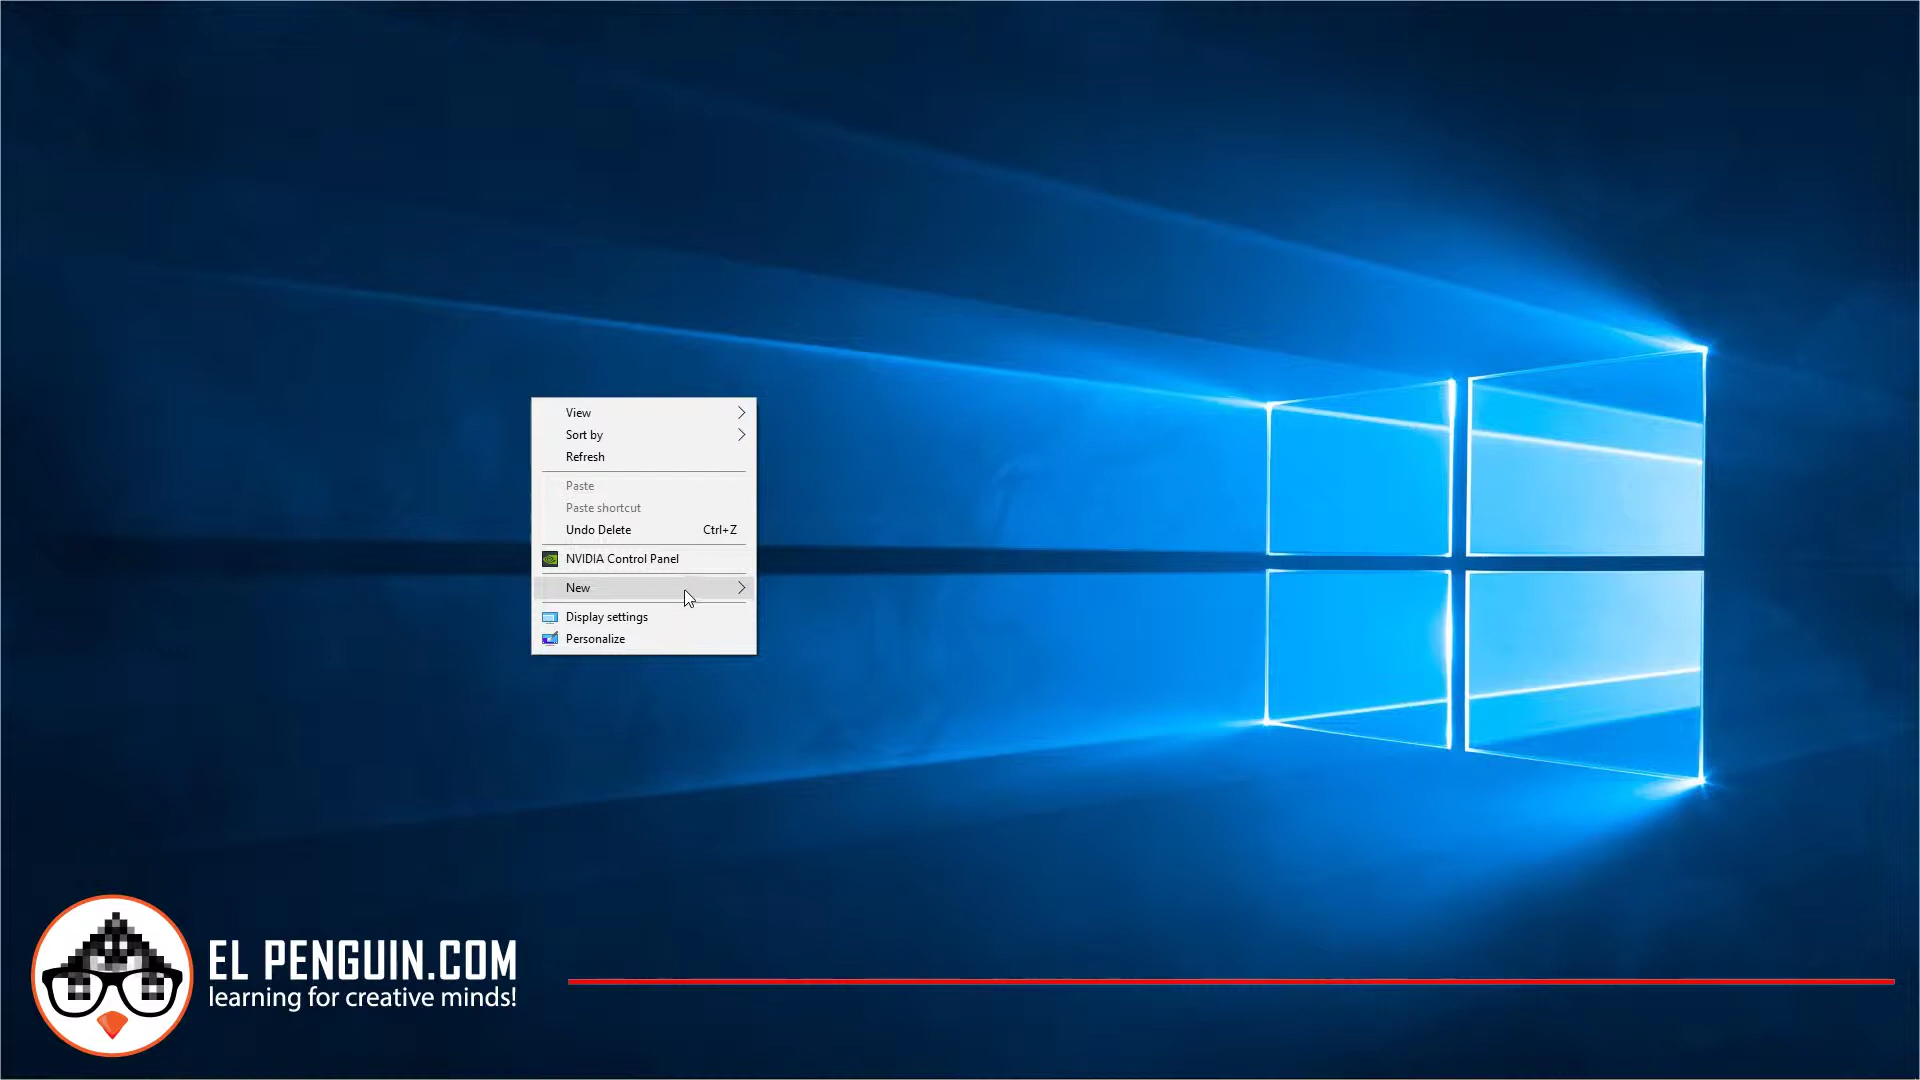 View
Sort by
Refresh
Paste
Paste shortcut
Undo Delete Ctrl+Z
NVIDIA Control Panel
New
Display settings
Personalize
EL PENGUIN.COM
learning for creative minds!